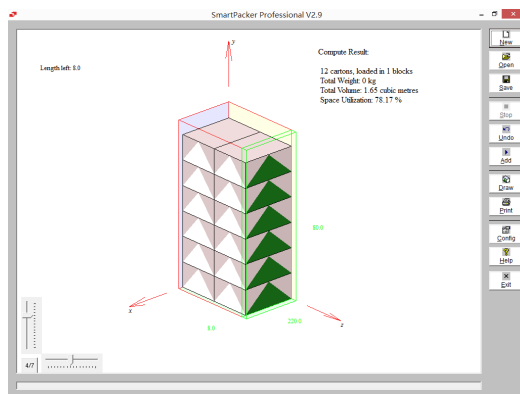 SmartPacker Professional V2.9
Length left: 8.0
Compute Result:
12 cartons, loaded in 1 blocks
Total Weight: 0 kg
Total Volume: 1.65 cubic metres
Space Utilization: 78.17 %
y
x
z
80.0
8.0
220.0
4/7
New
Open
Save
Stop
Undo
Add
Draw
Print
Config
Help
Exit